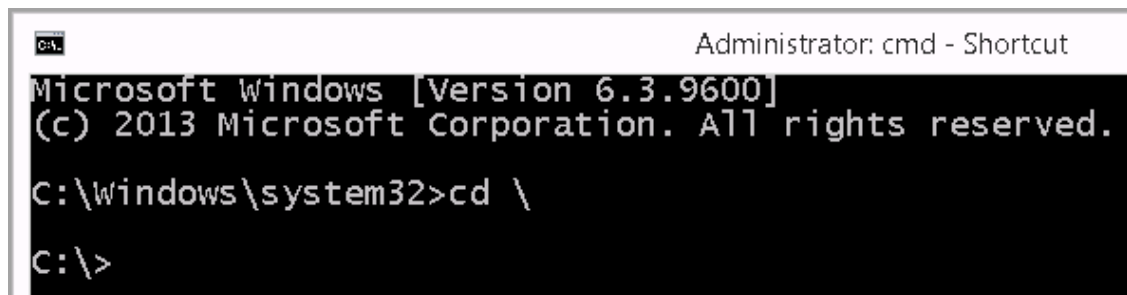 C:\.
Administrator: cmd - Shortcut
Microsoft Windows [Version 6.3.9600]
(c) 2013 Microsoft Corporation. All rights reserved.
C:\Windows\system32>cd \
C:\>